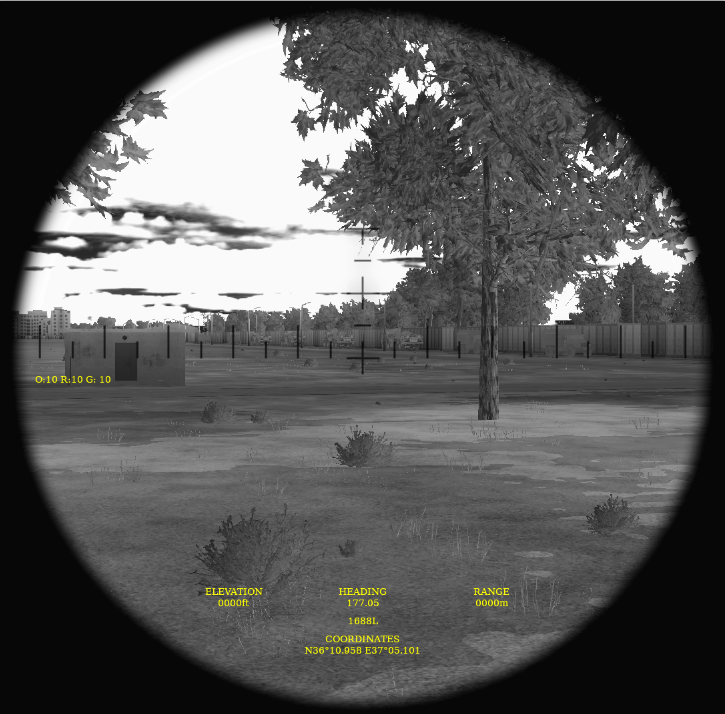 O:10 R:10 G: 10
ELEVATION HEADING RANGE
0000ft 177.05 0000m
1688L
COORDINATES
N36°10.958 E37°05.101